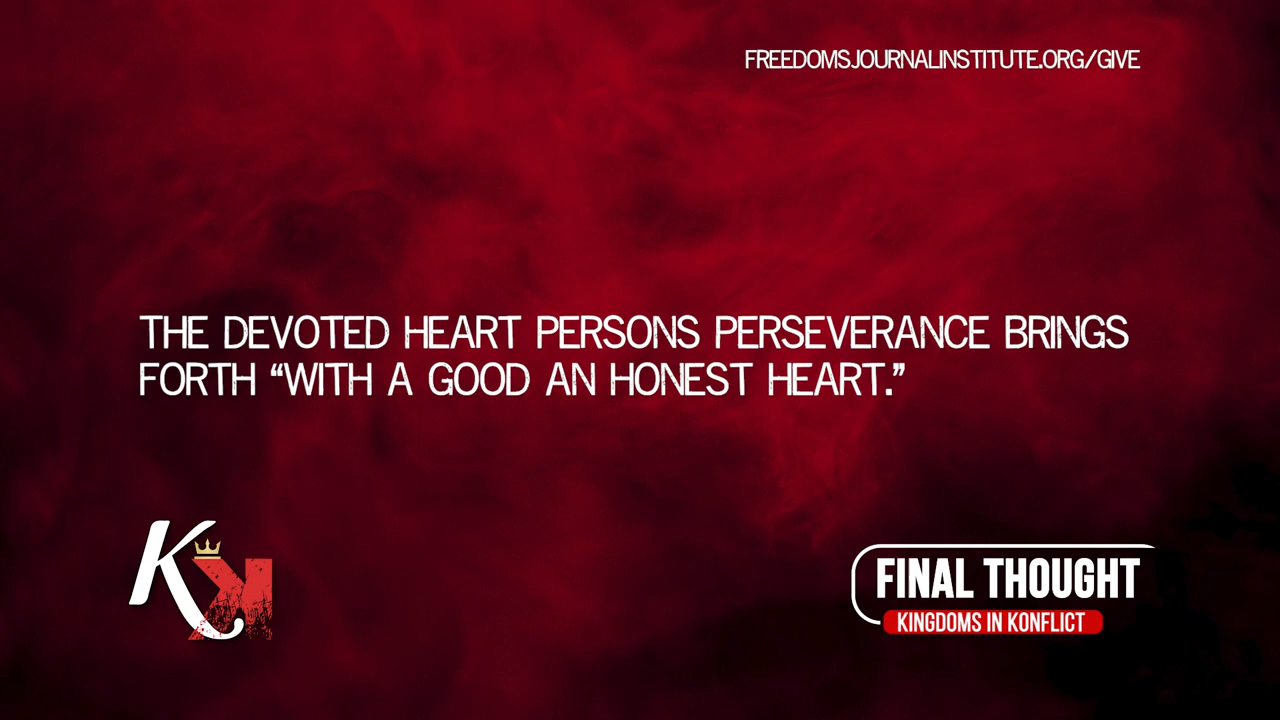 FREEDOMSJOURNALINSTITUTE.ORG/GIVE
THE DEVOTED HEART PERSONS PERSEVERANCE BRINGS
FORTH “WITH A GOOD AN HONEST HEART.”
KK
FINAL THOUGHT
KINGDOMS IN KONFLICT